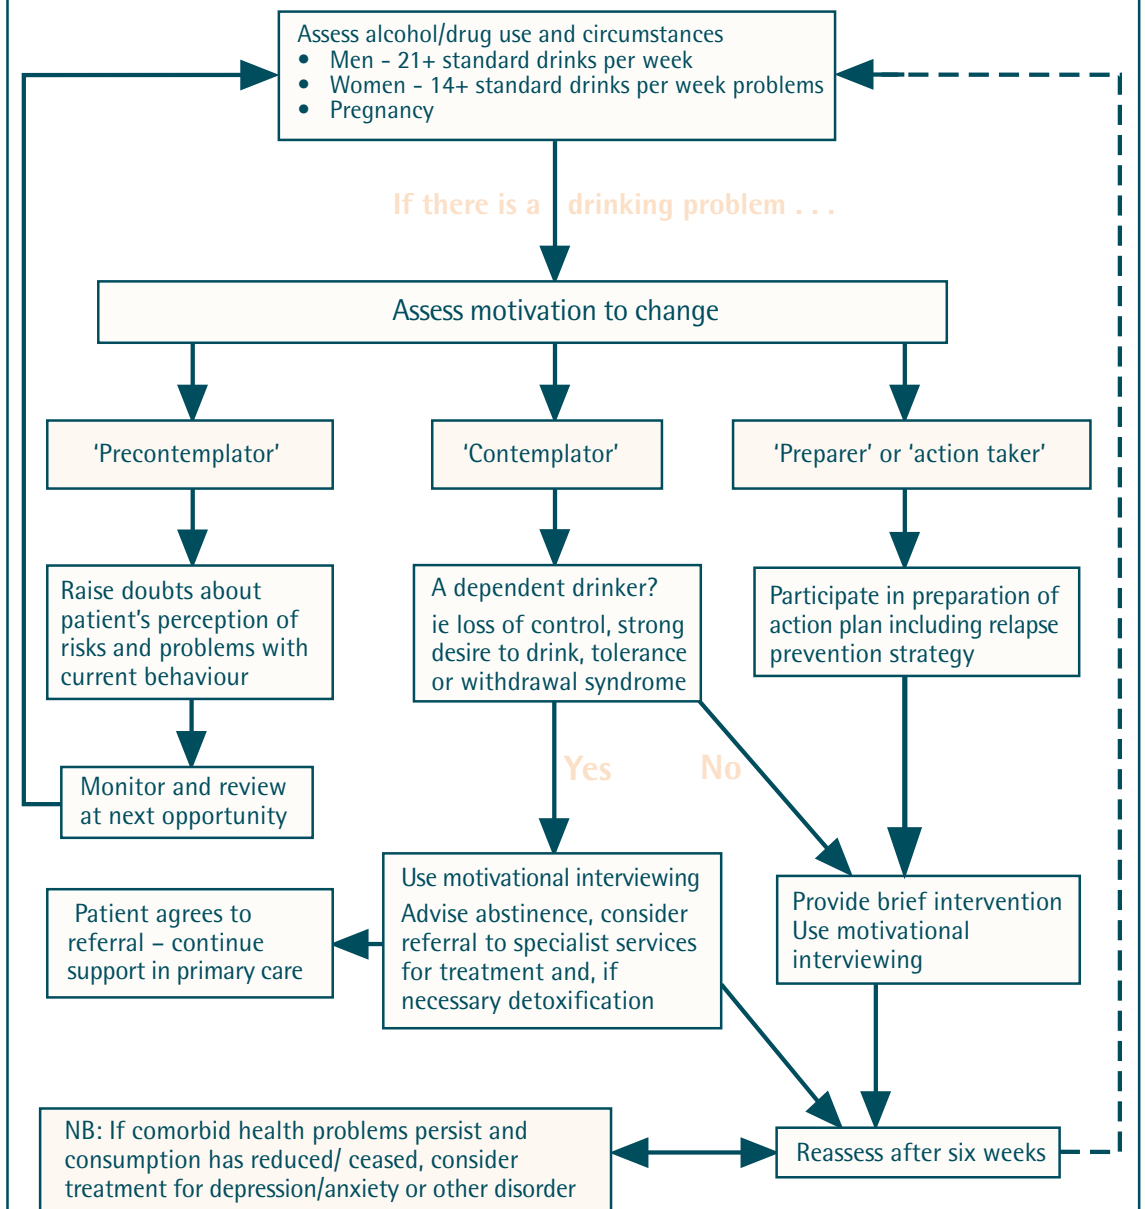 Assess alcohol/drug use and circumstances
• Men - 21+ standard drinks per week
• Women - 14+ standard drinks per week problems
• Pregnancy
If there is a drinking problem . . .
Assess motivation to change
‘Precontemplator’
‘Contemplator’
‘Preparer’ or ‘action taker’
Raise doubts about
patient’s perception of
risks and problems with
current behaviour
A dependent drinker?
ie loss of control, strong
desire to drink, tolerance
or withdrawal syndrome
Participate in preparation of
action plan including relapse
prevention strategy
Yes
No
Monitor and review
at next opportunity
Use motivational interviewing
Advise abstinence, consider
referral to specialist services
for treatment and, if
necessary detoxification
Patient agrees to
referral – continue
support in primary care
Provide brief intervention
Use motivational
interviewing
NB: If comorbid health problems persist and
consumption has reduced/ ceased, consider
treatment for depression/anxiety or other disorder
Reassess after six weeks